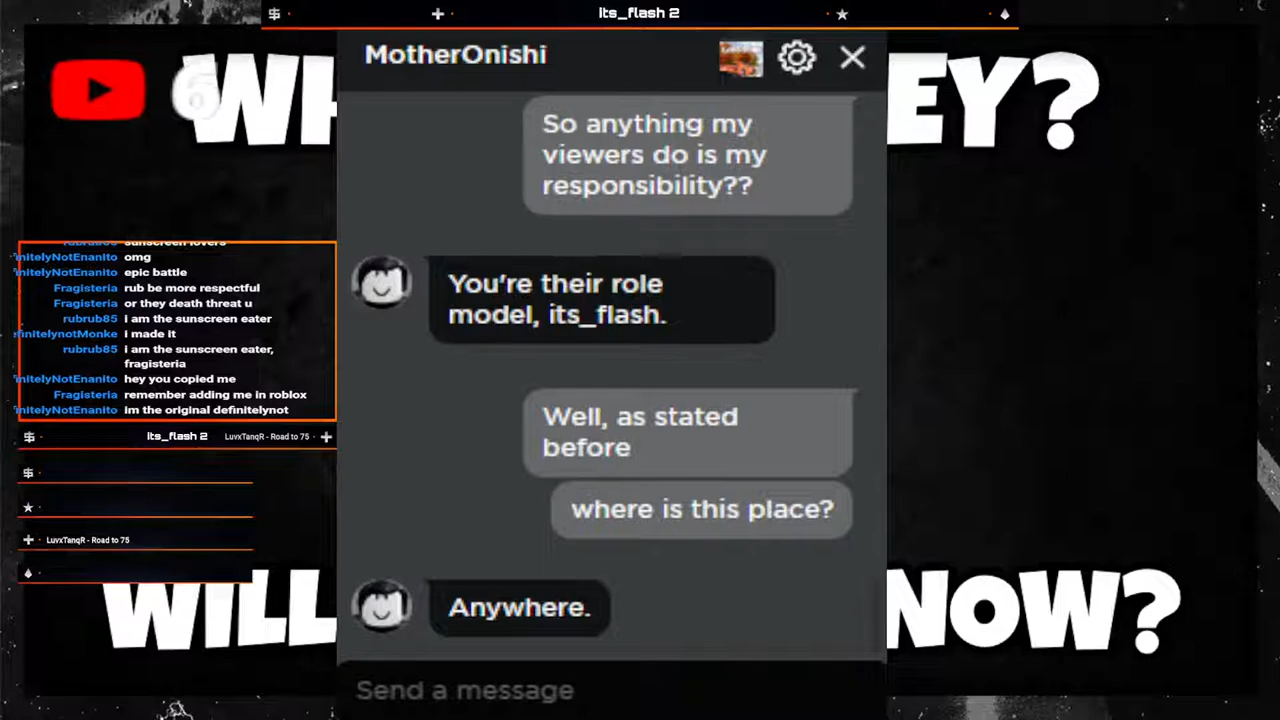 its_flash 2
MotherOnishi
WH
EY?
6
So anything my
viewers do is my
responsibility??
You're their role
model, its_flash.
Well, as stated
before
where is this place?
Anywhere.
Send a message
rubrub85 sunscreen lovers
nitelyNotEnanito omg
nitelyNotEnanito epic battle
Fragisteria rub be more respectful
Fragisteria or they death threat u
rubrub85 i am the sunscreen eater
finitelynotMonke i made it
rubrub85 i am the sunscreen eater,
fragisteria
nitelyNotEnanito hey you copied me
Fragisteria remember adding me in roblox
nitelyNotEnanito im the original definitelynot
its_flash 2 LuvxTanqR - Road to 75
LuvxTanqR - Road to 75
WILL
NOW?